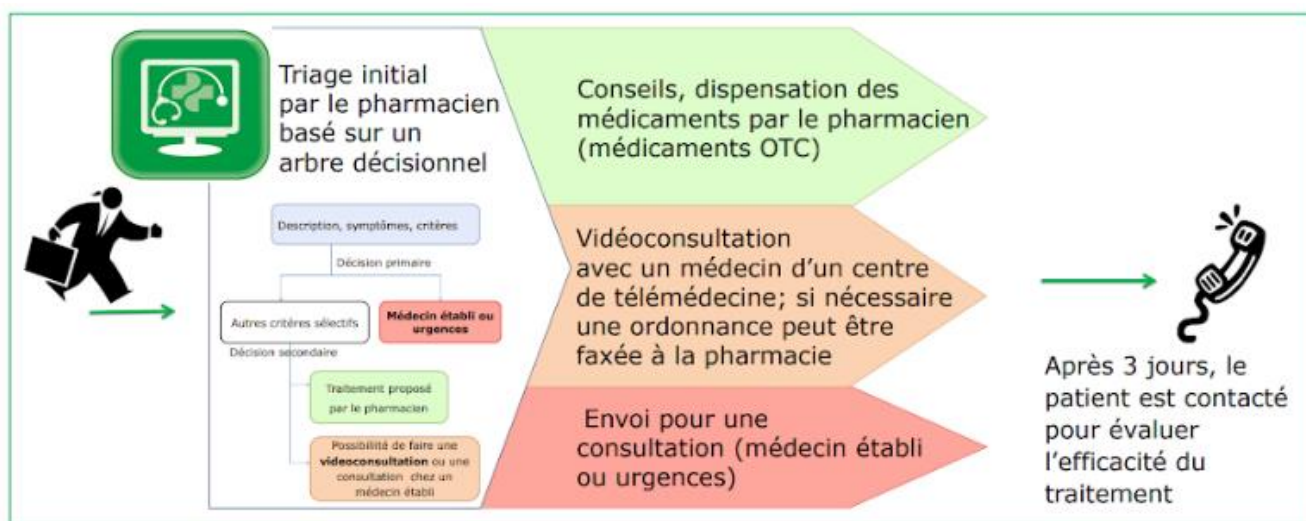 Triage initial
par le pharmacien
basé sur un
arbre décisionnel
Description, symptômes, critères
Décision primaire
Autres critères sélectifs
Médecin établi ou
urgences
Décision secondaire
Traitement proposé
par le pharmacien
Possibilité de faire une
videoconsultation ou une
consultation chez un
médecin établi
Conseils, dispensation des
médicaments par le pharmacien
(médicaments OTC)
Vidéoconsultation
avec un médecin d’un centre
de télémédecine; si nécessaire
une ordonnance peut être
faxée à la pharmacie
Envoi pour une
consultation (médecin établi
ou urgences)
Après 3 jours, le
patient est contacté
pour évaluer
l’efficacité du
traitement